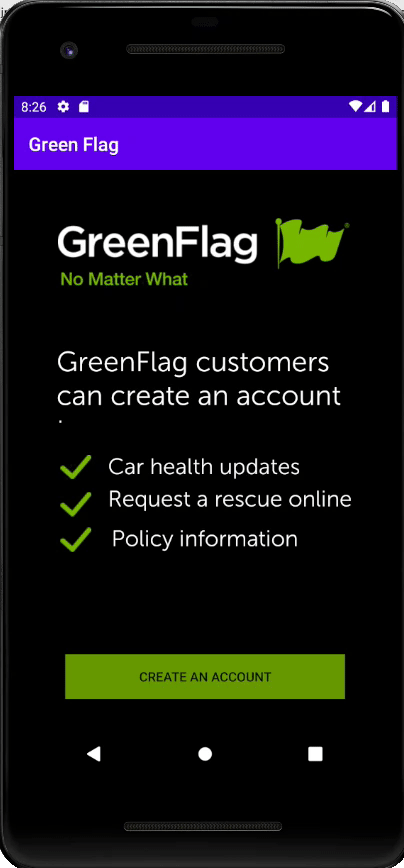 8:26
Green Flag
GreenFlag
No Matter What
GreenFlag customers
can create an account
.
Car health updates
Request a rescue online
Policy information
CREATE AN ACCOUNT